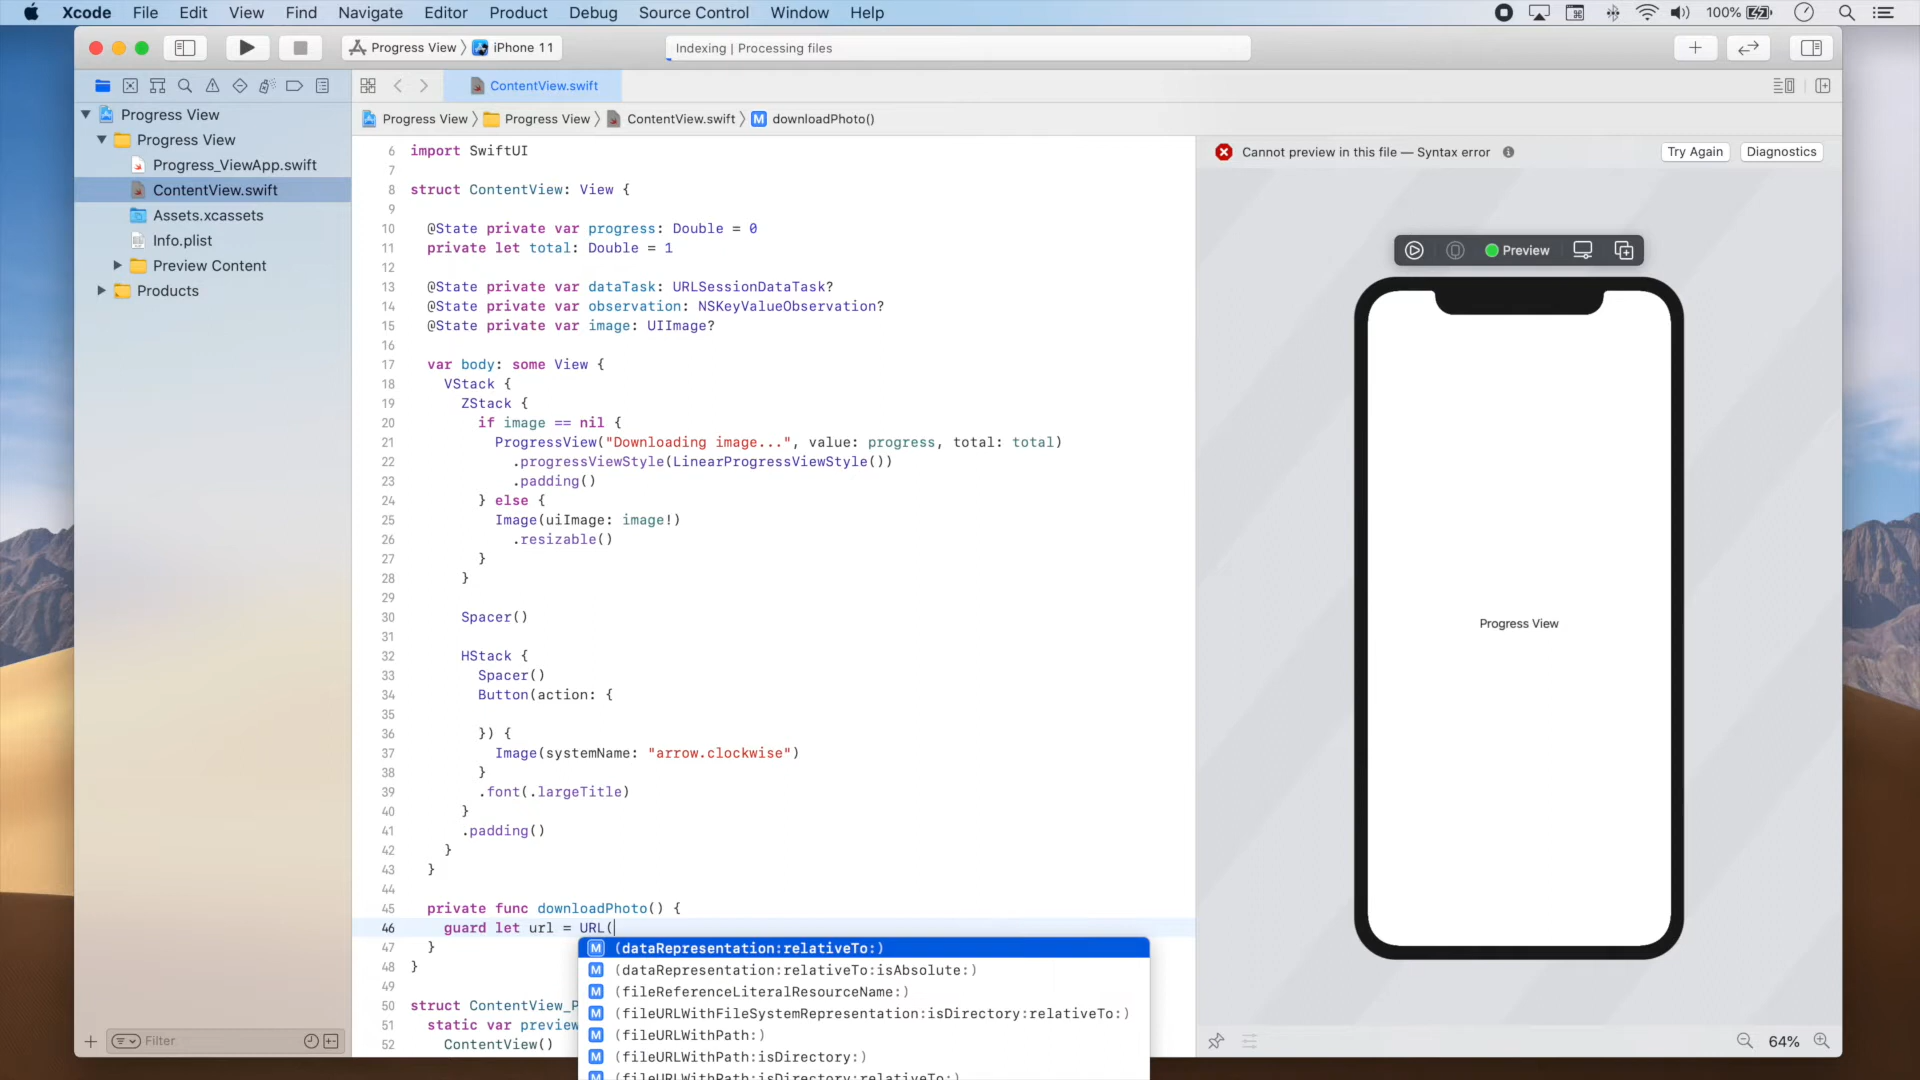 Xcode File Edit View Find Navigate Editor Product Debug Source Control Window Help 100%
Progress View iPhone 11 Indexing | Processing files
ContentView.swift
Progress View
Progress View
Progress_ViewApp.swift
ContentView.swift
Assets.xcassets
Info.plist
Preview Content
Products
Filter
Progress View Progress View ContentView.swift M downloadPhoto()
6 import SwiftUI
7
8 struct ContentView: View {
9
10 @State private var progress: Double = 0
11 private let total: Double = 1
12
13 @State private var dataTask: URLSessionDataTask?
14 @State private var observation: NSKeyValueObservation?
15 @State private var image: UIImage?
16
17 var body: some View {
18 VStack {
19 ZStack {
20 if image == nil {
21 ProgressView("Downloading image...", value: progress, total: total)
22 .progressViewStyle(LinearProgressViewStyle())
23 .padding()
24 } else {
25 Image(uiImage: image!)
26 .resizable()
27 }
28 }
29
30 Spacer()
31
32 HStack {
33 Spacer()
34 Button(action: {
35
36 }) {
37 Image(systemName: "arrow.clockwise")
38 }
39 .font(.largeTitle)
40 }
41 .padding()
42 }
43 }
44
45 private func downloadPhoto() {
46 guard let url = URL(
47 }
48 }
49
50 struct ContentView_P
51 static var preview
52 ContentView()
M (dataRepresentation:relativeTo:)
M (dataRepresentation:relativeTo:isAbsolute:)
M (fileReferenceLiteralResourceName:)
M (fileURLWithFileSystemRepresentation:isDirectory:relativeTo:)
M (fileURLWithPath:)
M (fileURLWithPath:isDirectory:)
M (fileURLWithPath:isDirectory:relativeTo:)
Cannot preview in this file — Syntax error Try Again Diagnostics
Preview
Progress View
64%